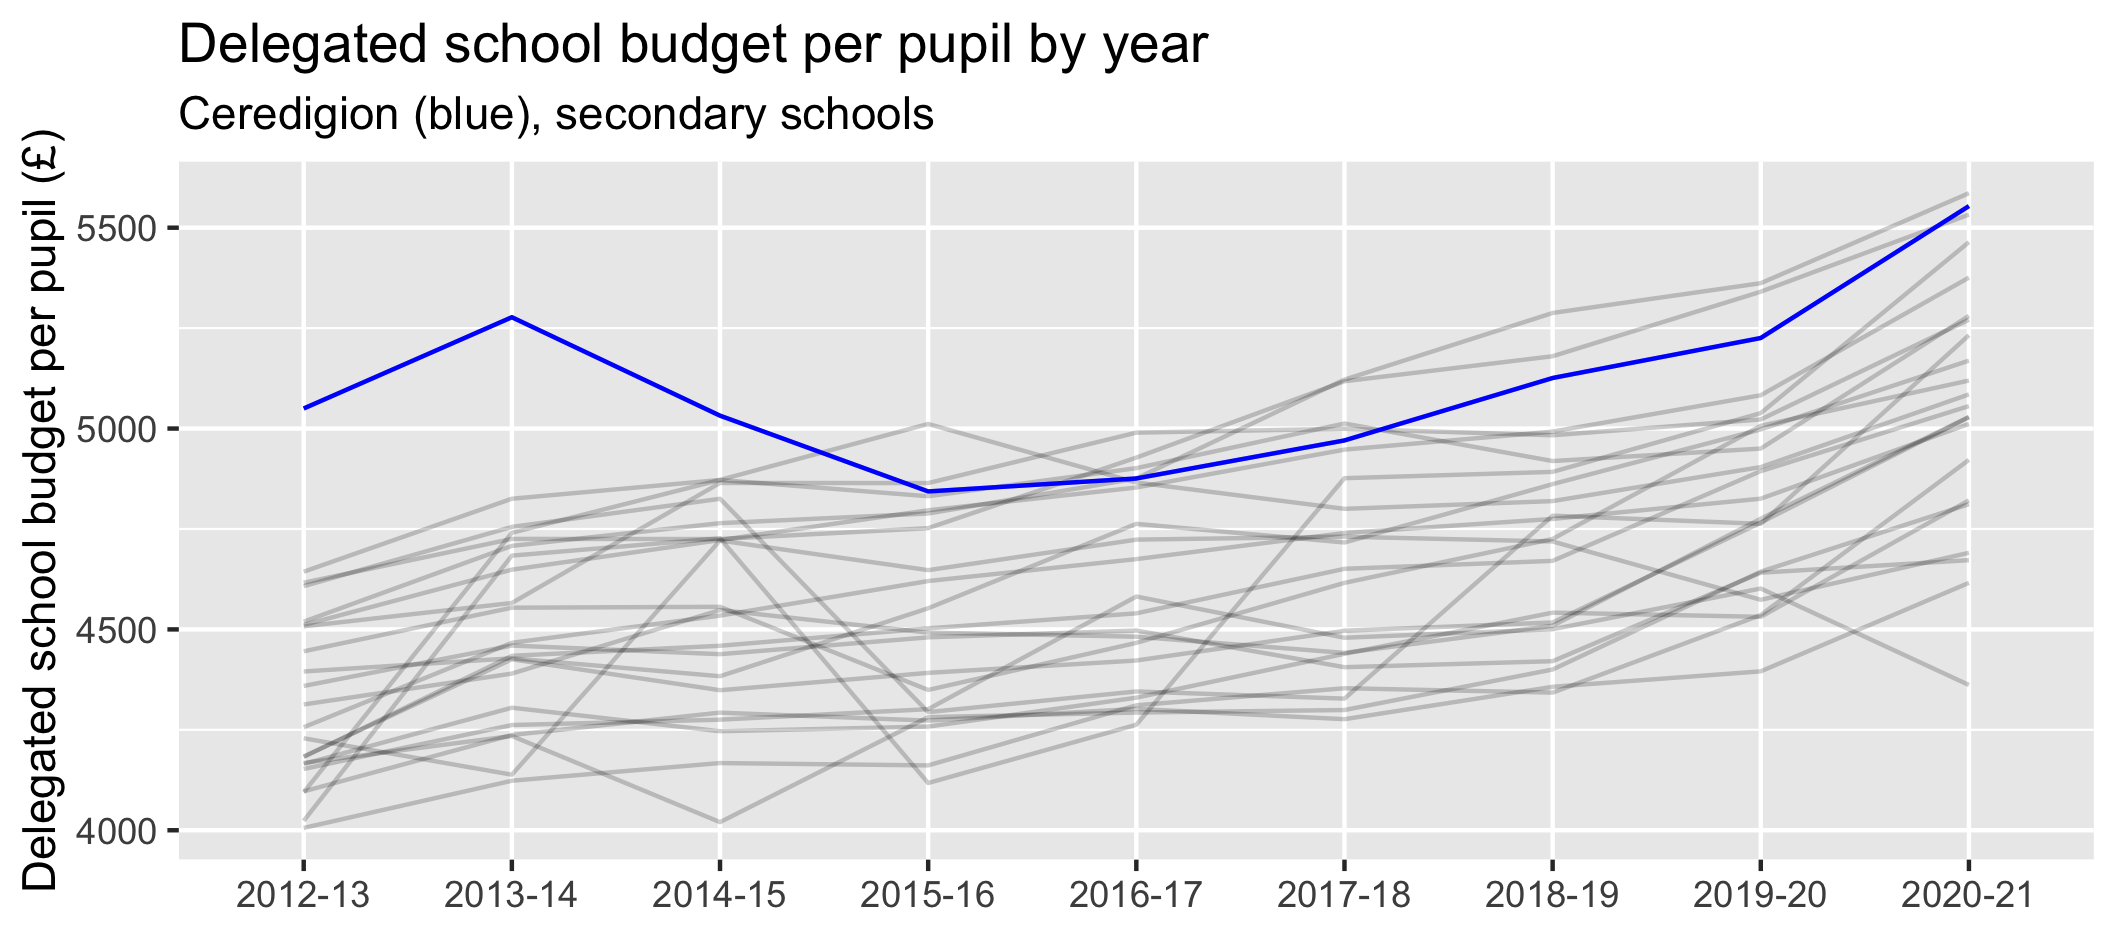 Delegated school budget per pupil by year
Ceredigion (blue), secondary schools
Delegated school budget per pupil (£)
5500
5000
4500
4000
2012-13 2013-14 2014-15 2015-16 2016-17 2017-18 2018-19 2019-20 2020-21